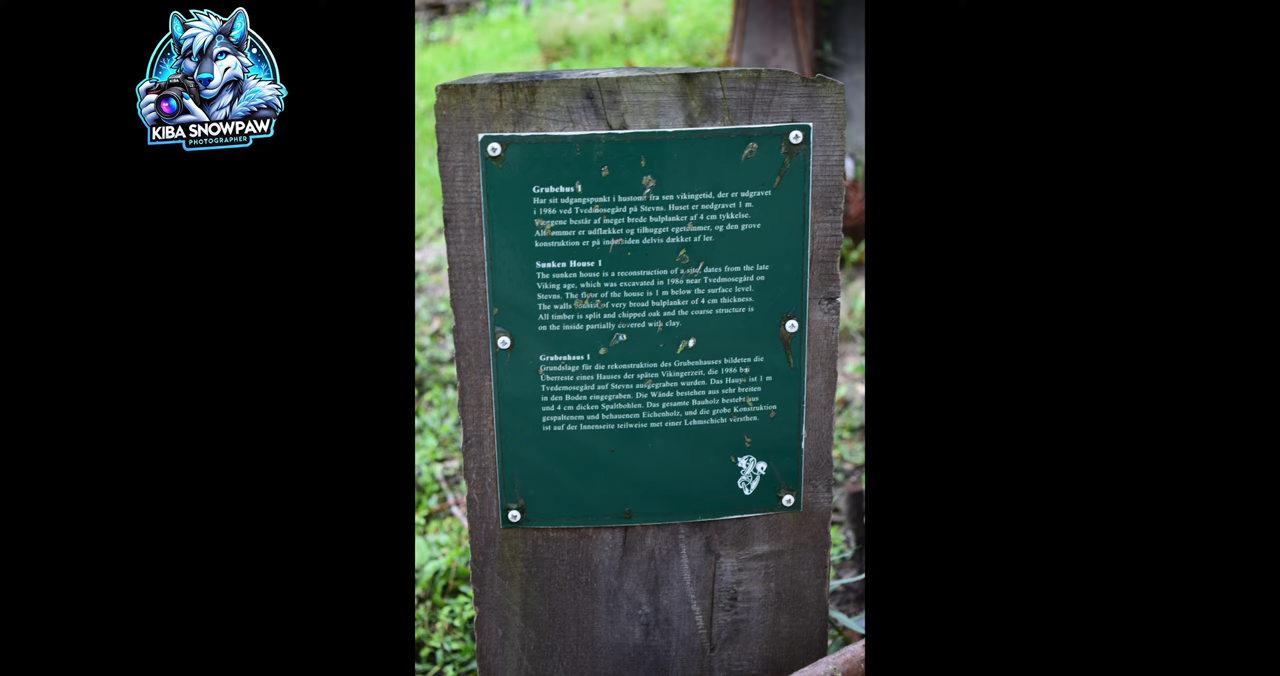 KIBA
KIBA SNOWPAW
PHOTOGRAPHER
Grubehus 1
Har sit udgangspunkt i hustomt fra sen vikingetid, der er udgravet
i 1986 ved Tvedmosegård på Stevns. Huset er nedgravet 1 m.
Væggene består af meget brede bulplanker af 4 cm tykkelse.
Alt tømmer er udflækket og tilhugget egetømmer, og den grove
konstruktion er på indersiden delvis dækket af ler.
Sunken House 1
The sunken house is a reconstruction of a site, dates from the late
Viking age, which was excavated in 1986 near Tvedmosegård on
Stevns. The floor of the house is 1 m below the surface level.
The walls consist of very broad bulplanker of 4 cm thickness.
All timber is split and chipped oak and the coarse structure is
on the inside partially covered with clay.
Grubenhaus 1
Grundslage für die rekonstruktion des Grubenhauses bildeten die
Überreste eines Hauses der späten Vikingerzeit, die 1986 bei
Tvedemosegård auf Stevns ausgegraben wurden. Das Haus ist 1 m
in den Boden eingegraben. Die Wände bestehen aus sehr breiten
und 4 cm dicken Spaltbohlen. Das gesamte Bauholz besteht aus
gespaltenem und behauenem Eichenholz, und die grobe Konstruktion
ist auf der Innenseite teilweise met einer Lehmschicht versthen.